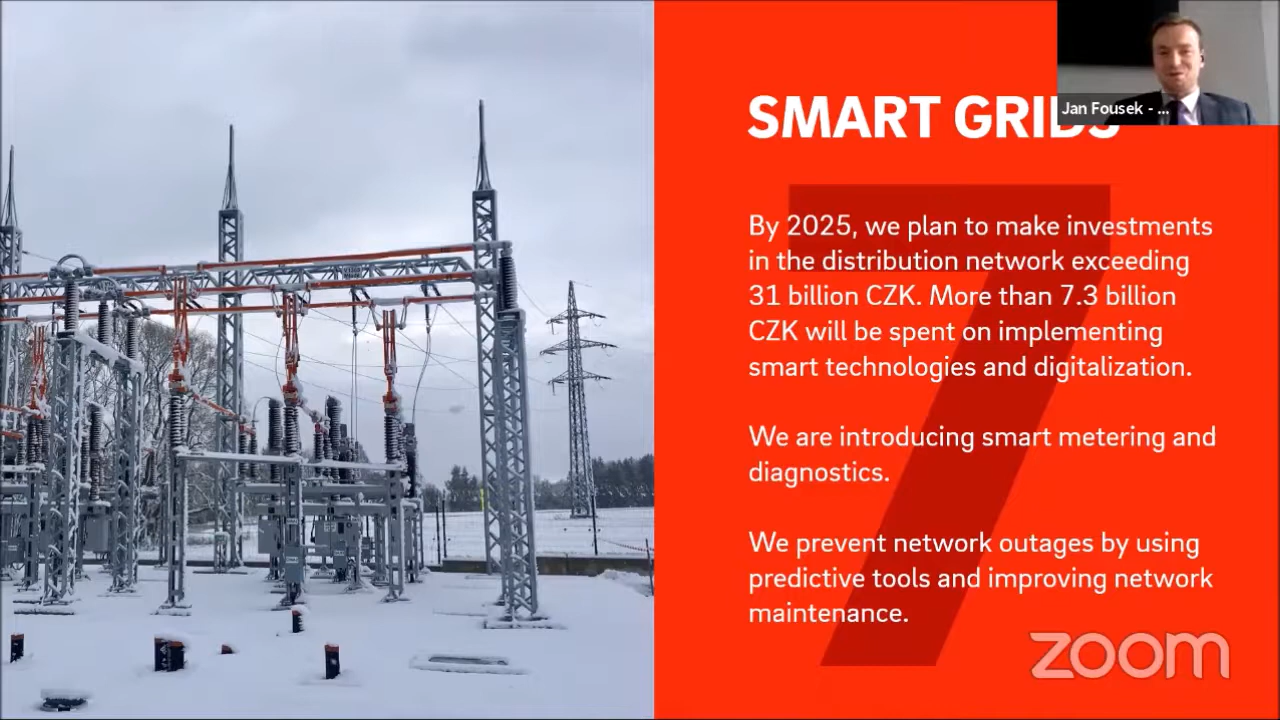 SMART GRIDS
Jan Fousek - ...
By 2025, we plan to make investments
in the distribution network exceeding
31 billion CZK. More than 7.3 billion
CZK will be spent on implementing
smart technologies and digitalization.
We are introducing smart metering and
diagnostics.
We prevent network outages by using
predictive tools and improving network
maintenance.
7
zoom